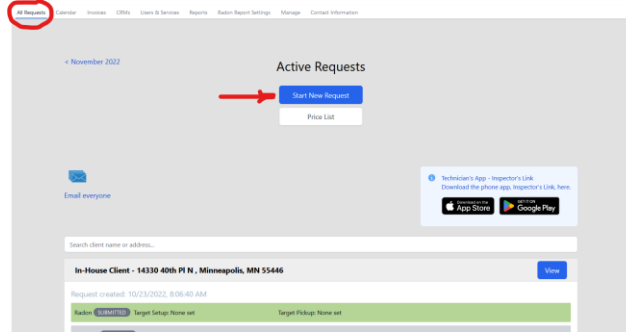 All Requests Calendar Invoices CRMs Users & Services Reports Radon Report Settings Manage Contact Information
< November 2022
Active Requests
Start New Request
Price List
Email everyone
Technician's App - Inspector's Link
Download the phone app, Inspector's Link, here.
Download on the App Store
GET IT ON Google Play
Search client name or address...
In-House Client - 14330 40th Pl N , Minneapolis, MN 55446
View
Request created: 10/23/2022, 8:06:40 AM
Radon SUBMITTED Target Setup: None set Target Pickup: None set